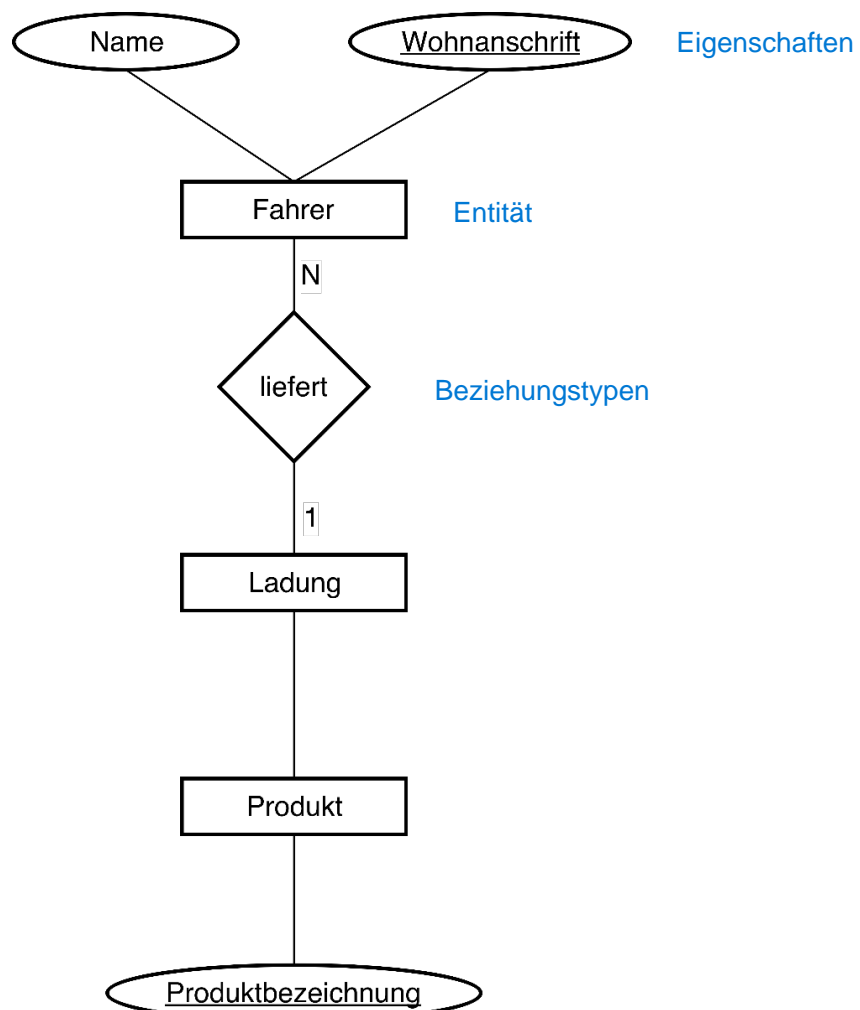 Name
Wohnanschrift
Eigenschaften
Fahrer
Entität
N
liefert
Beziehungstypen
1
Ladung
Produkt
Produktbezeichnung